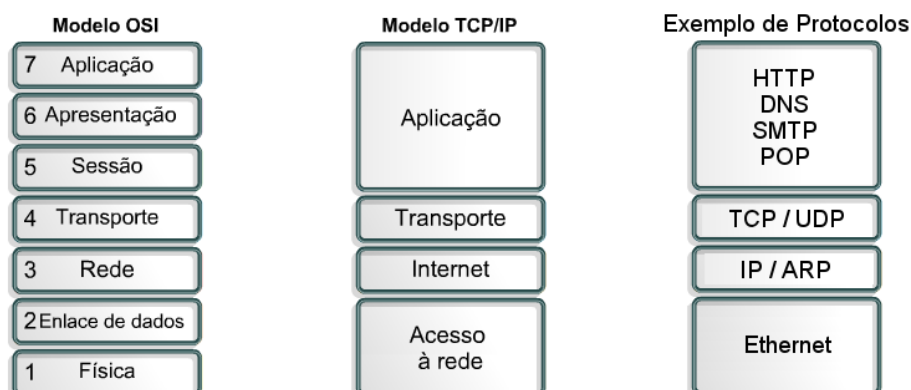 Modelo OSI
7 Aplicação
6 Apresentação
5 Sessão
4 Transporte
3 Rede
2 Enlace de dados
1 Física
Modelo TCP/IP
Aplicação
Transporte
Internet
Acesso
à rede
Exemplo de Protocolos
HTTP
DNS
SMTP
POP
TCP / UDP
IP / ARP
Ethernet